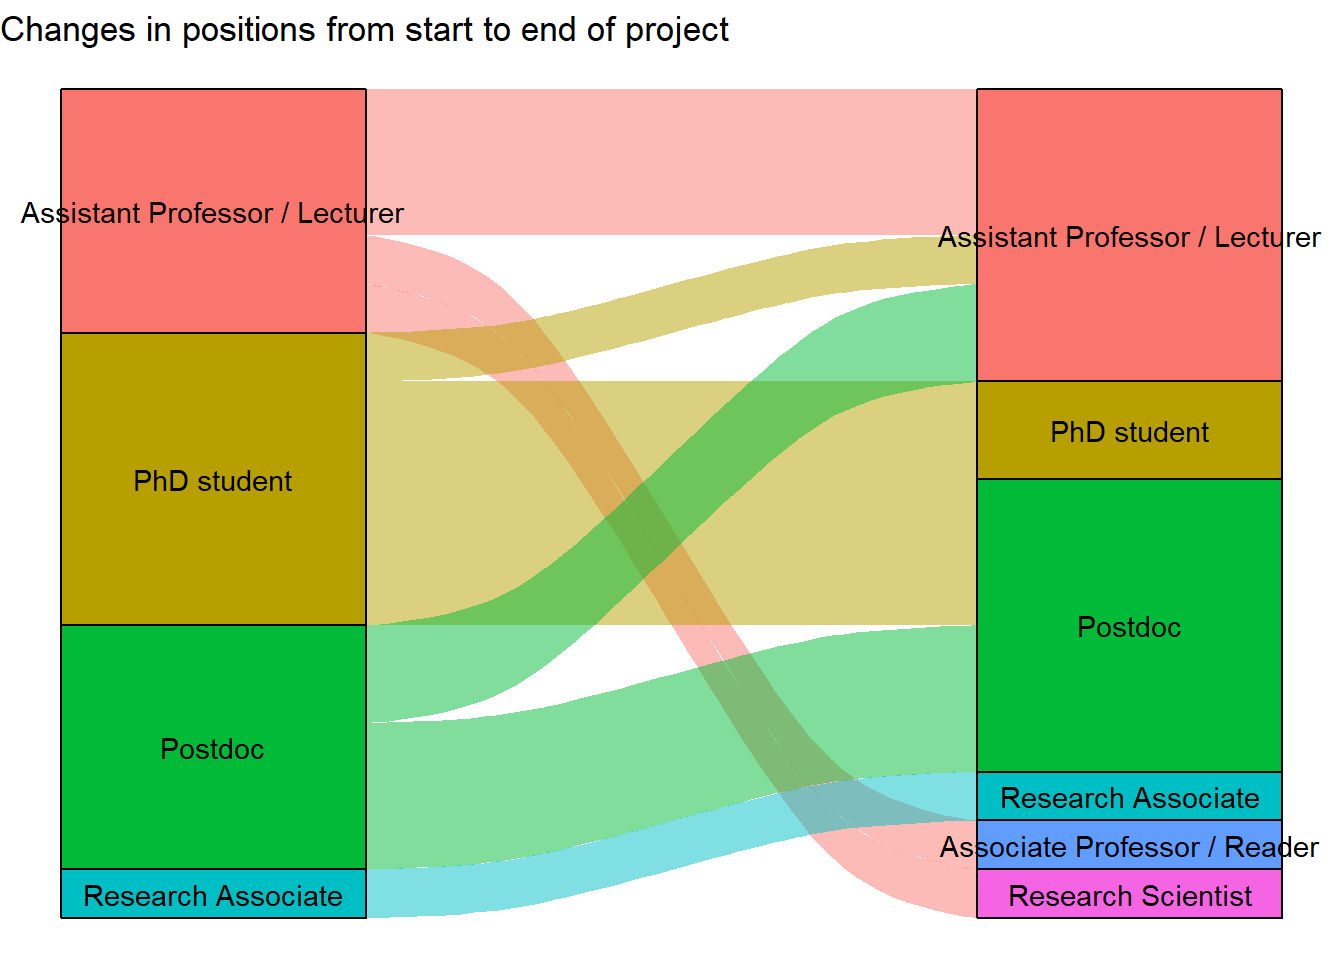 Changes in positions from start to end of project
Assistant Professor / Lecturer
PhD student
Postdoc
Research Associate
Assistant Professor / Lecturer
PhD student
Postdoc
Research Associate
Associate Professor / Reader
Research Scientist